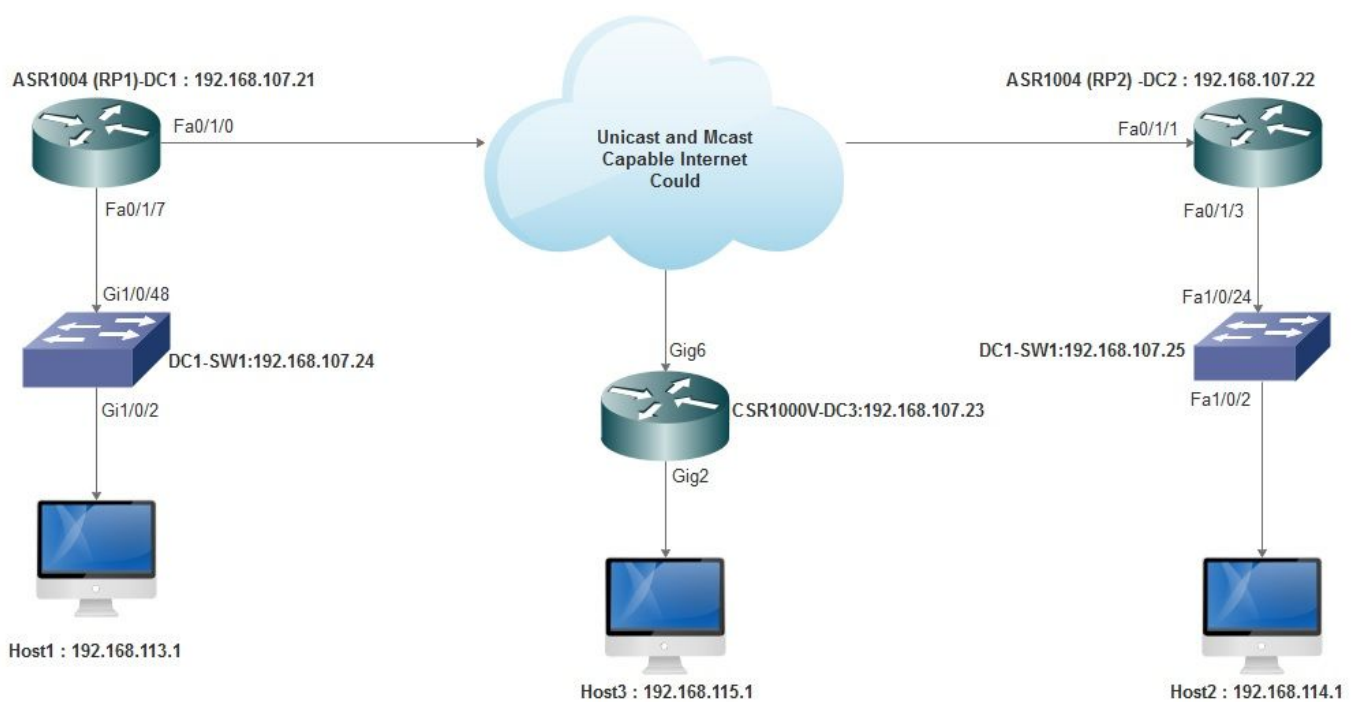 ASR1004 (RP1)-DC1 : 192.168.107.21
ASR1004 (RP2) -DC2 : 192.168.107.22
Fa0/1/0
Unicast and Mcast
Capable Internet
Could
Fa0/1/1
Fa0/1/7
Fa0/1/3
Gi1/0/48
Fa1/0/24
DC1-SW1:192.168.107.24
Gig6
DC1-SW1:192.168.107.25
Gi1/0/2
CSR1000V-DC3:192.168.107.23
Fa1/0/2
Gig2
Host1 : 192.168.113.1
Host3 : 192.168.115.1
Host2 : 192.168.114.1